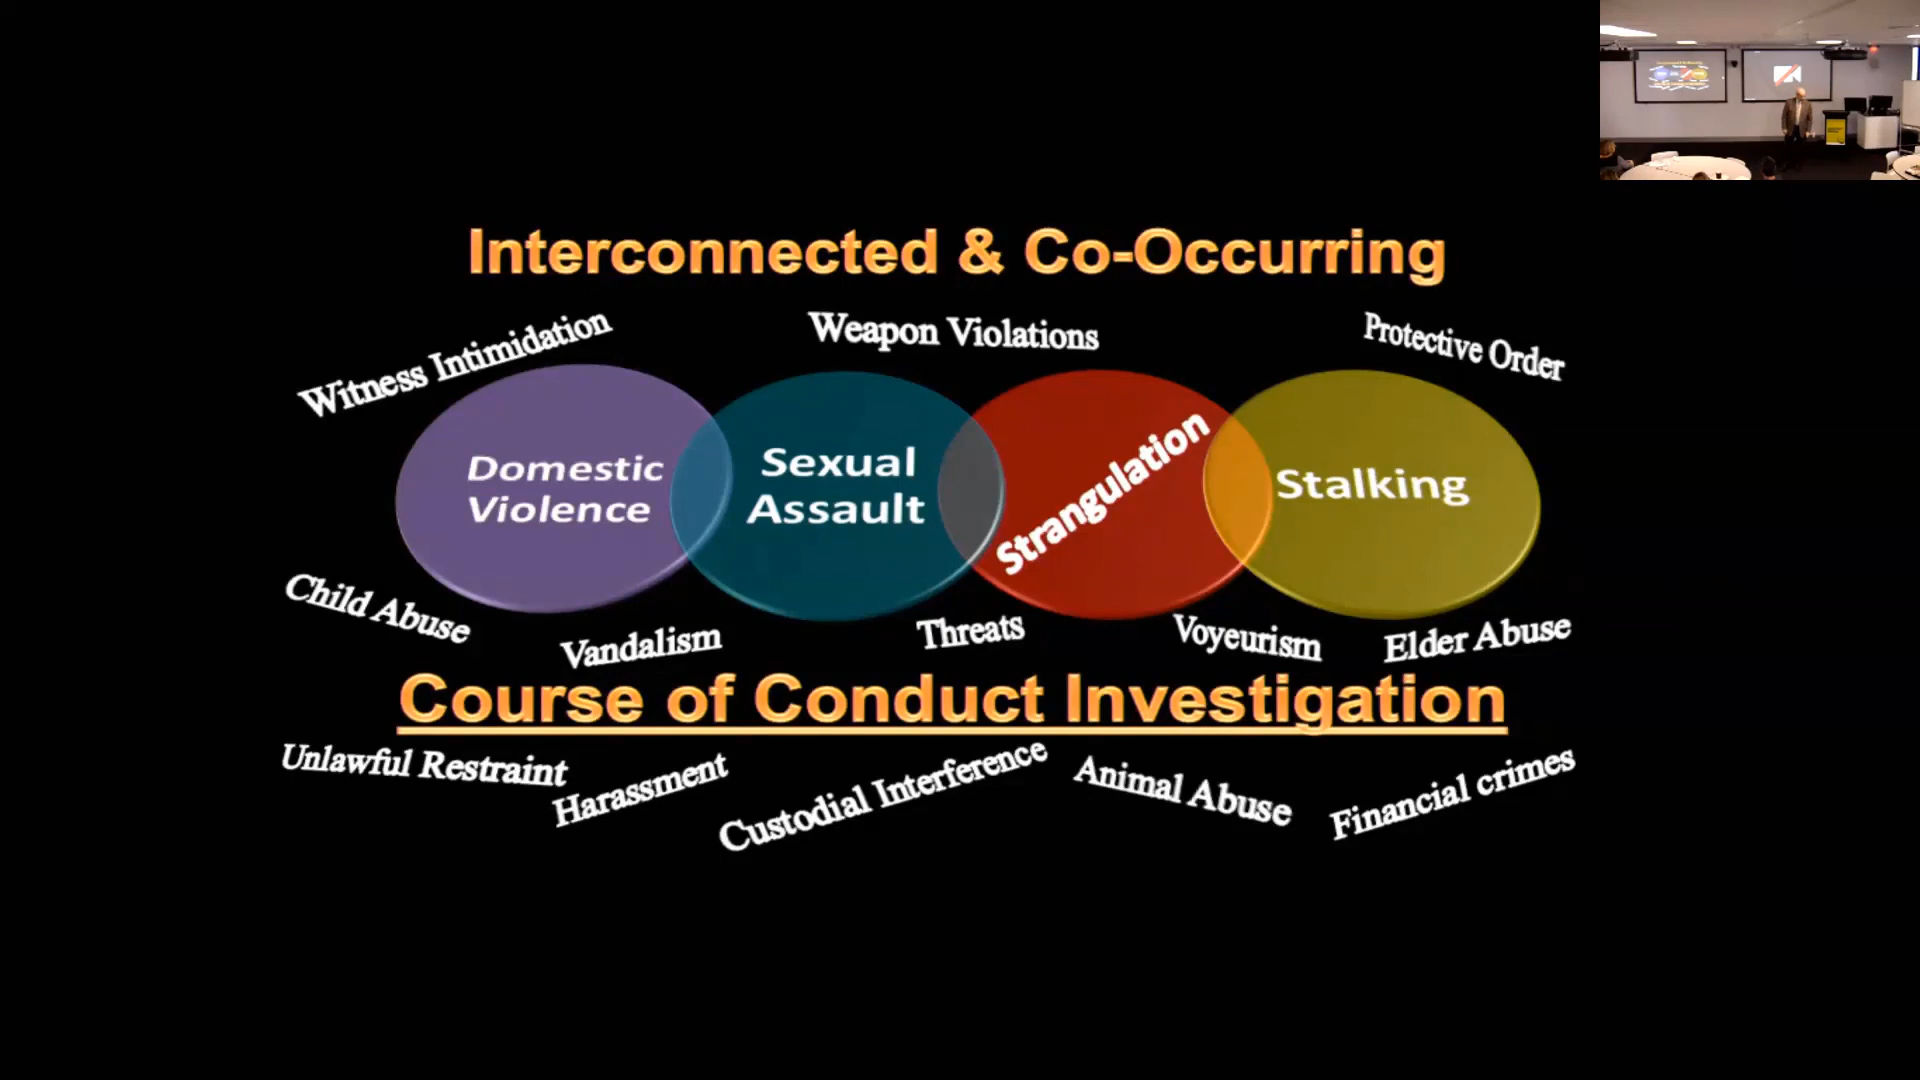 Interconnected & Co-Occurring
Witness Intimidation
Weapon Violations
Protective Order
Domestic
Violence
Sexual
Assault
Strangulation
Stalking
Child Abuse
Vandalism
Threats
Voyeurism
Elder Abuse
Course of Conduct Investigation
Unlawful Restraint
Harassment
Custodial Interference
Animal Abuse
Financial crimes